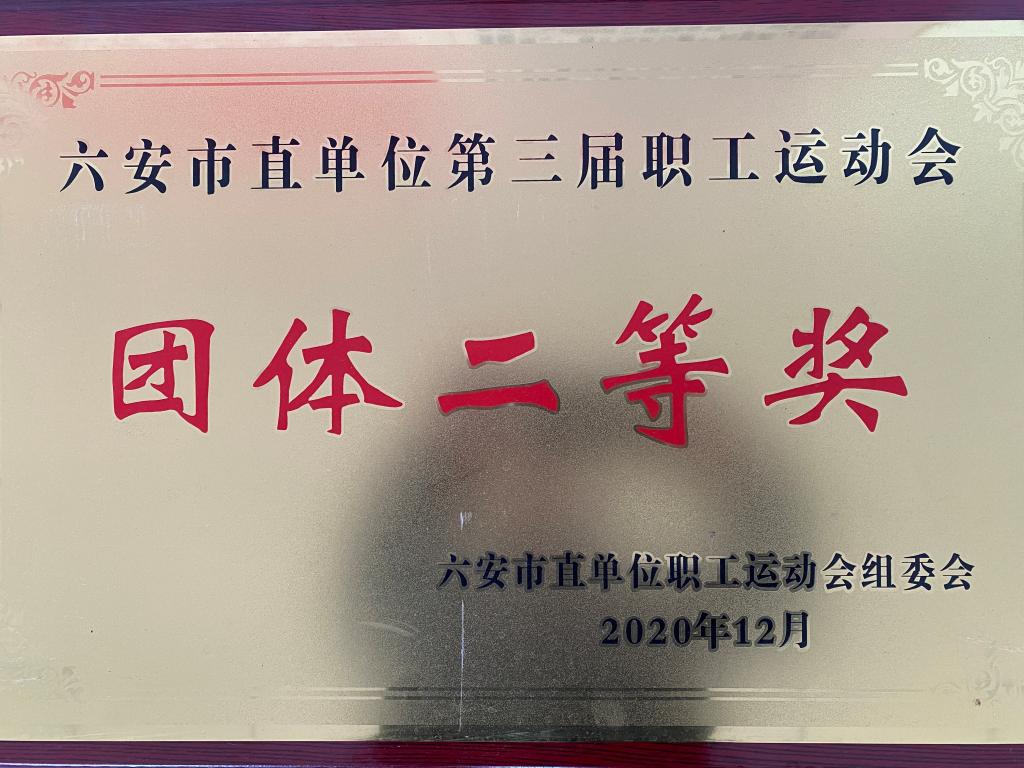 六安市直单位第三届职工运动会
团体二等奖
六安市直单位职工运动会组委会
2020年12月